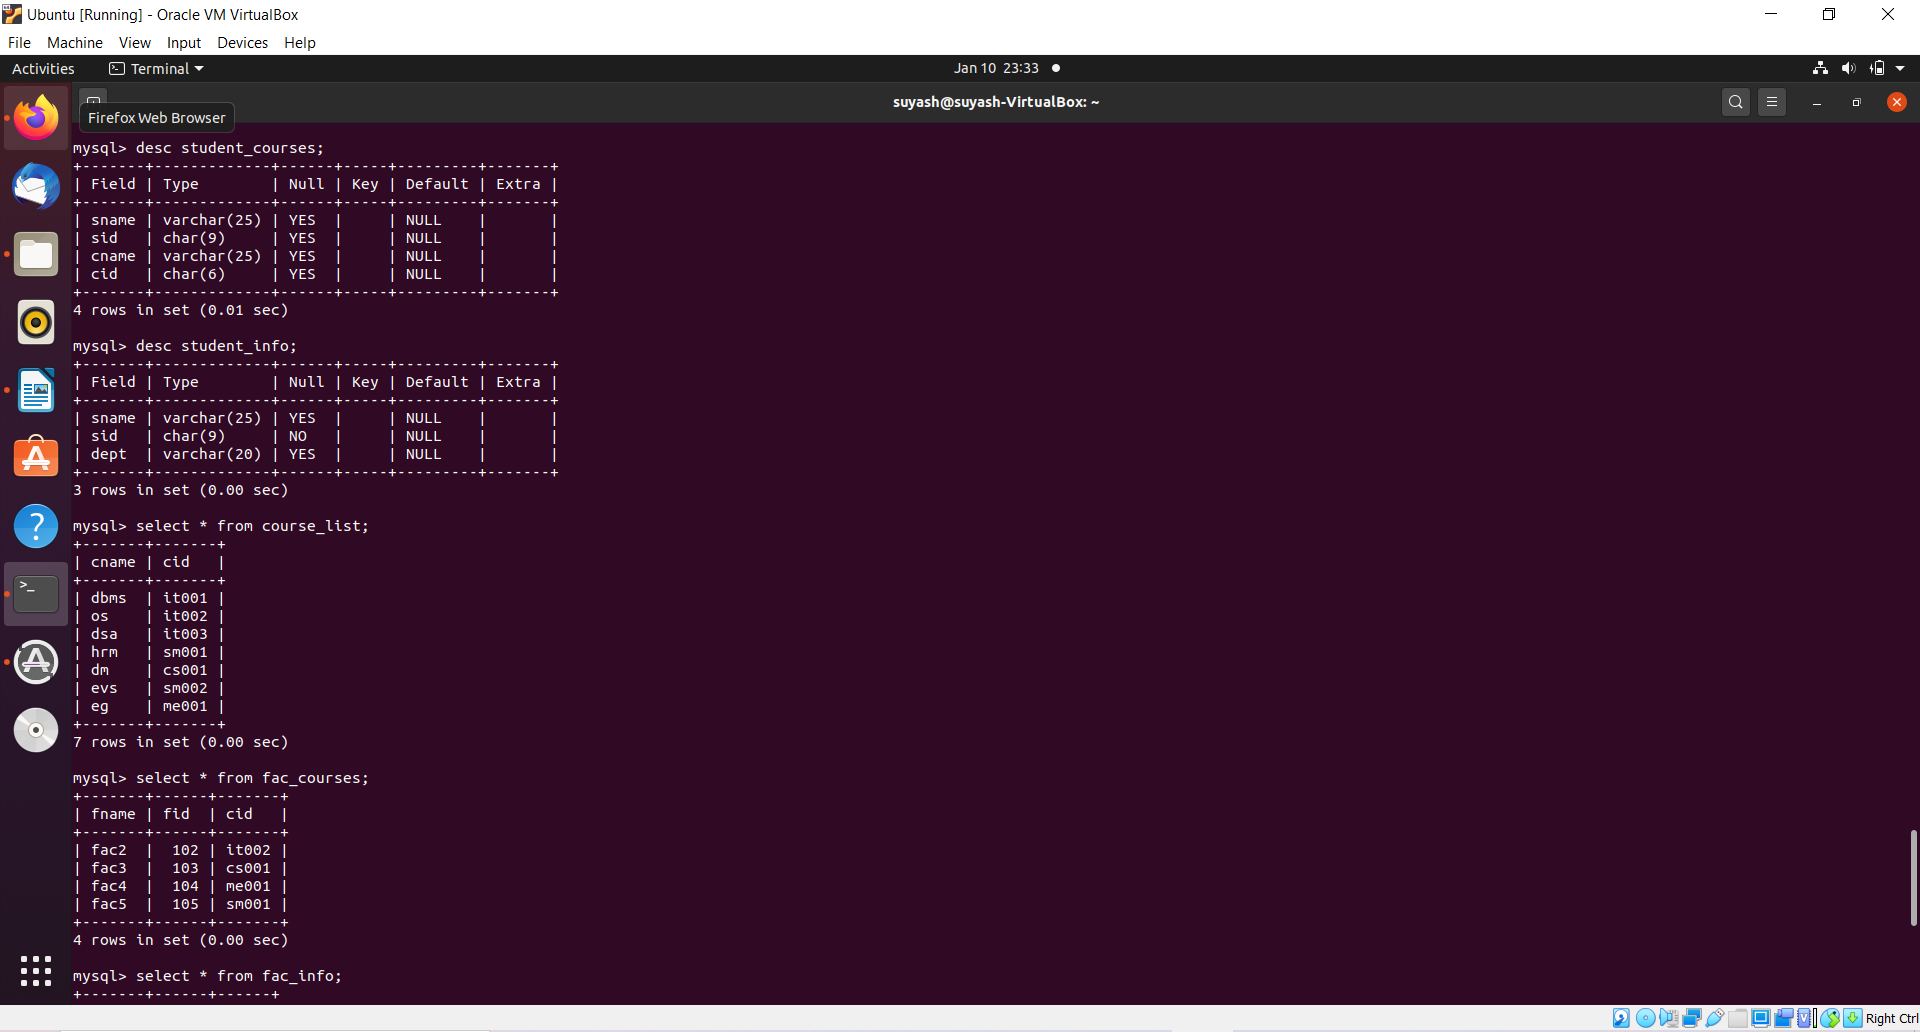 Ubuntu [Running] - Oracle VM VirtualBox
File Machine View Input Devices Help
Activities Terminal Jan 10 23:33
suyash@suyash-VirtualBox: ~
Firefox Web Browser
mysql> desc student_courses;
+-------+-------------+------+-----+---------+-------+
| Field | Type        | Null | Key | Default | Extra |
+-------+-------------+------+-----+---------+-------+
| sname | varchar(25) | YES  |     | NULL    |       |
| sid   | char(9)     | YES  |     | NULL    |       |
| cname | varchar(25) | YES  |     | NULL    |       |
| cid   | char(6)     | YES  |     | NULL    |       |
+-------+-------------+------+-----+---------+-------+
4 rows in set (0.01 sec)
mysql> desc student_info;
+-------+-------------+------+-----+---------+-------+
| Field | Type        | Null | Key | Default | Extra |
+-------+-------------+------+-----+---------+-------+
| sname | varchar(25) | YES  |     | NULL    |       |
| sid   | char(9)     | NO   |     | NULL    |       |
| dept  | varchar(20) | YES  |     | NULL    |       |
+-------+-------------+------+-----+---------+-------+
3 rows in set (0.00 sec)
mysql> select * from course_list;
+-------+-------+
| cname | cid   |
+-------+-------+
| dbms  | it001 |
| os    | it002 |
| dsa   | it003 |
| hrm   | sm001 |
| dm    | cs001 |
| evs   | sm002 |
| eg    | me001 |
+-------+-------+
7 rows in set (0.00 sec)
mysql> select * from fac_courses;
+-------+------+-------+
| fname | fid  | cid   |
+-------+------+-------+
| fac2  |  102 | it002 |
| fac3  |  103 | cs001 |
| fac4  |  104 | me001 |
| fac5  |  105 | sm001 |
+-------+------+-------+
4 rows in set (0.00 sec)
mysql> select * from fac_info;
+-------+------+------+
Right Ctrl